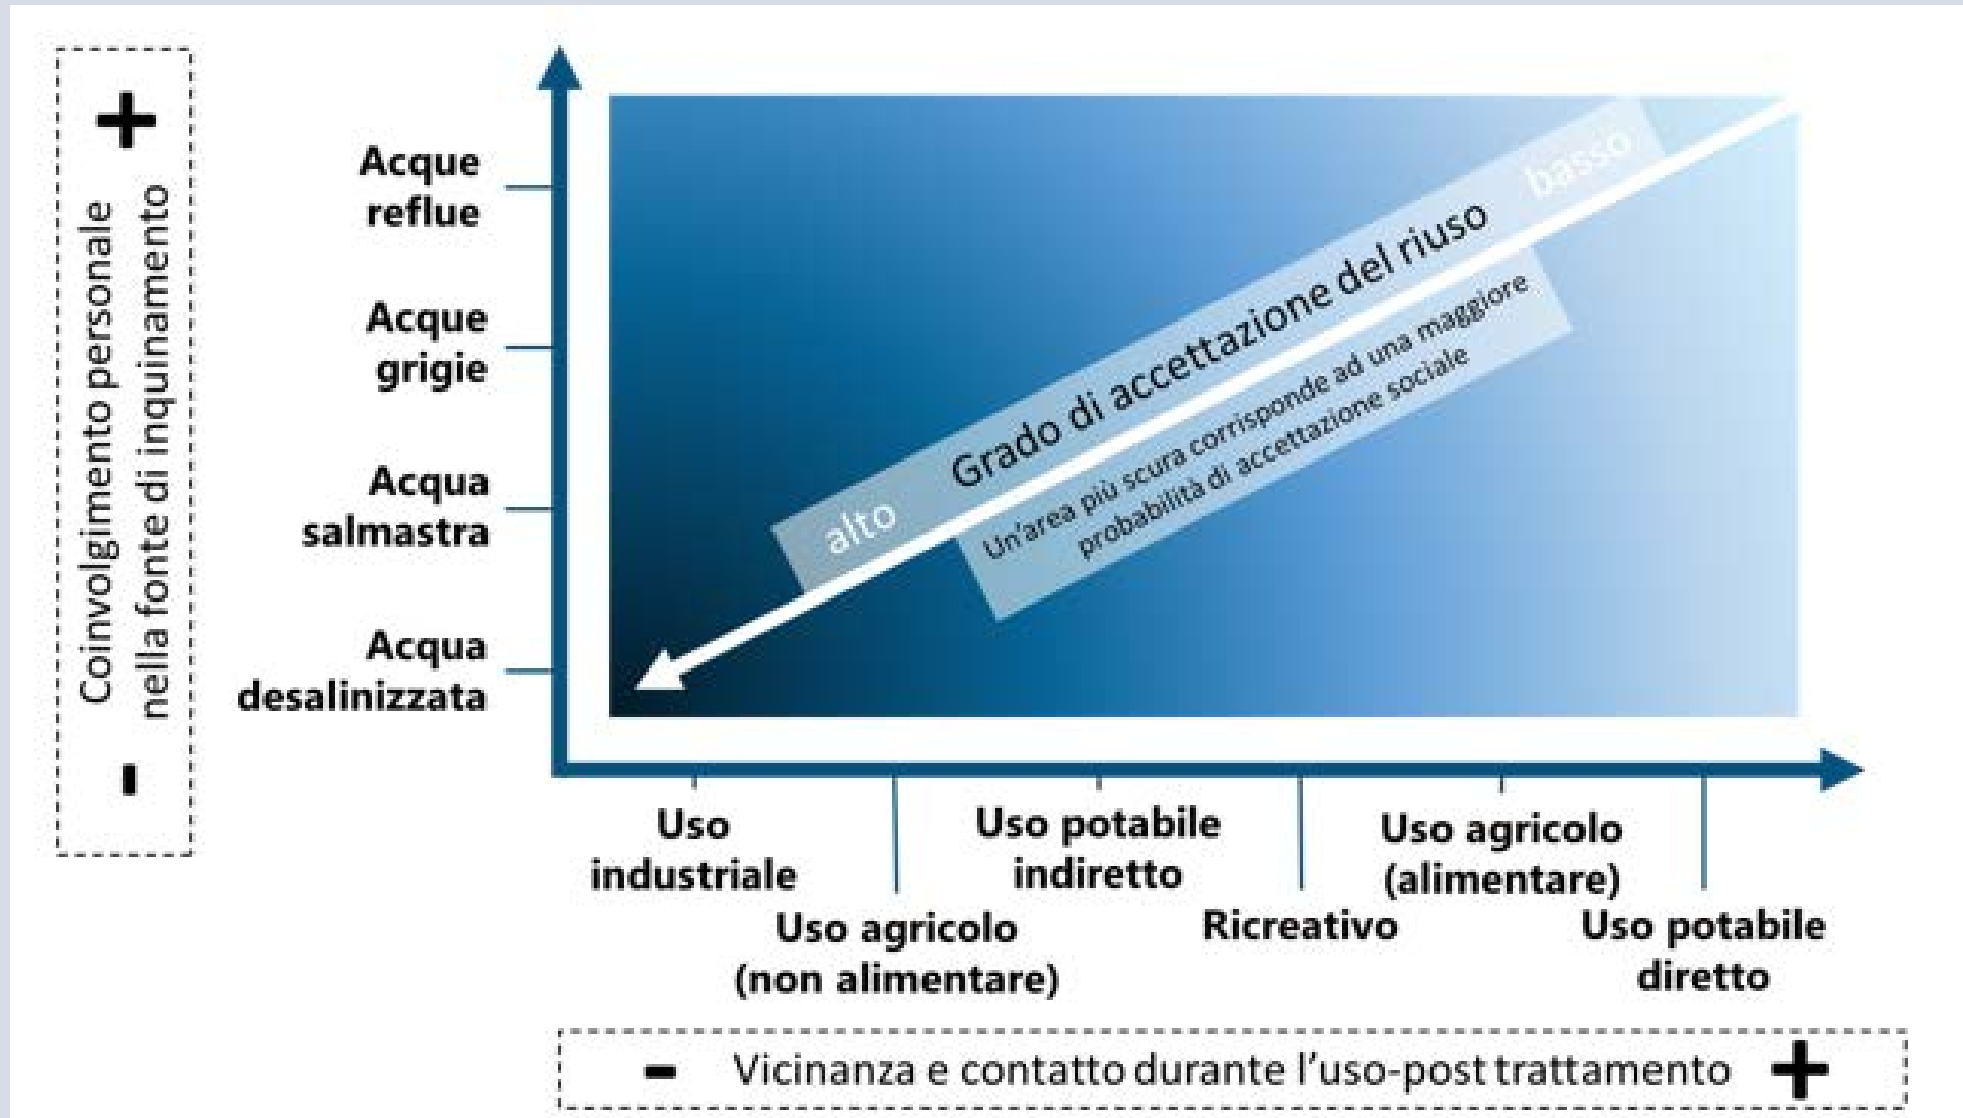 +
Coinvolgimento personale
nella fonte di inquinamento
-
Acque
reflue
Acque
grigie
Acqua
salmastra
Acqua
desalinizzata
alto
Grado di accettazione del riuso
basso
Un'area più scura corrisponde ad una maggiore
probabilità di accettazione sociale
Uso
industriale
Uso agricolo
(non alimentare)
Uso potabile
indiretto
Ricreativo
Uso agricolo
(alimentare)
Uso potabile
diretto
- Vicinanza e contatto durante l'uso-post trattamento +